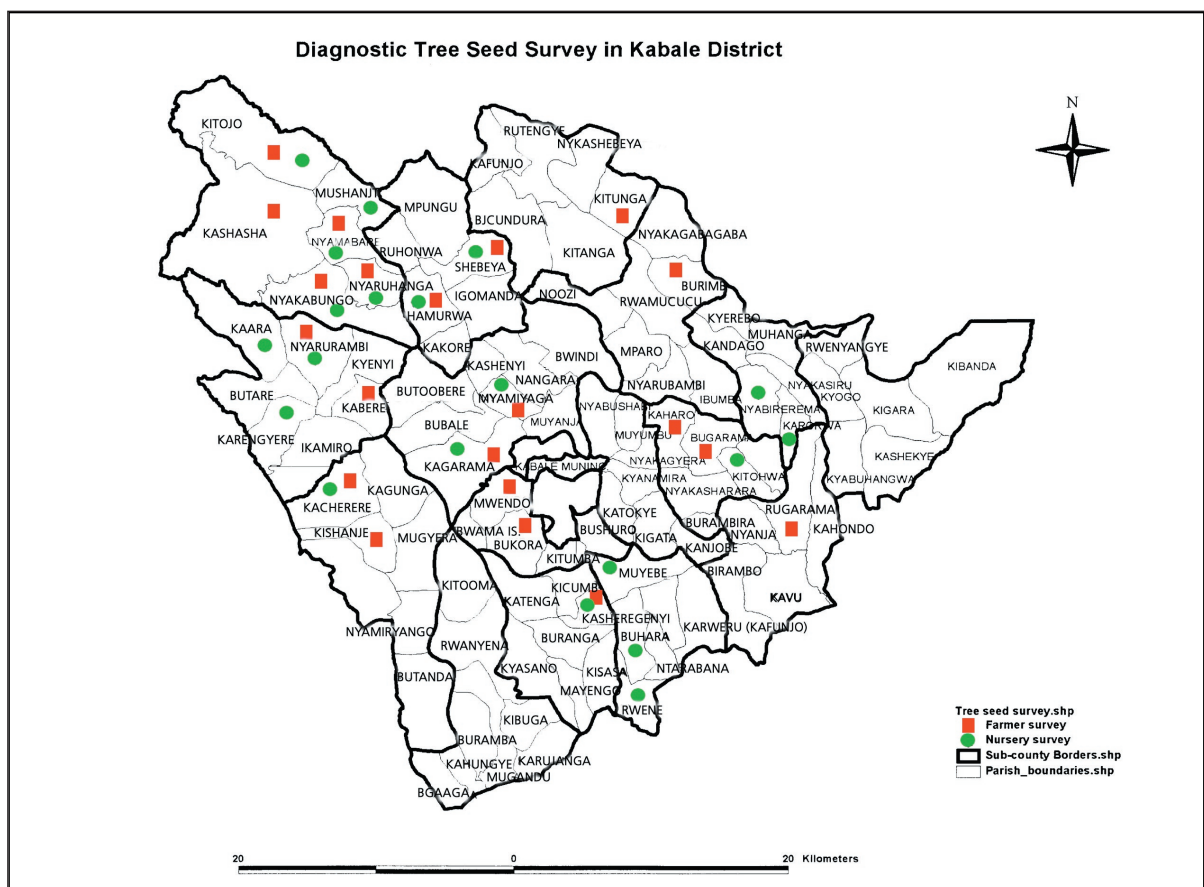 Diagnostic Tree Seed Survey in Kabale District
N
KITOJO
RUTENGYE
NYKASHEBEYA
KAFUNJO
MUSHANJT
MPUNGU
BJCUNDURA
KITUNGA
KASHASHA
NYAMABARE
RUHONWA
SHEBEYA
KITANGA
NYAKAGABAGABA
NYAKABUNGO
NYARUHANGA
HAMURWA
IGOMANDA
NOOZI
RWAMUCUCU
BURIME
KAARA
NYARURAMBI
KAKORE
KYEREBO
MUHANGA
KANDAGO
RWENYANGYE
KIBANDA
KYENYI
KASHENYI
BWINDI
MPARO
BUTARE
KABERE
BUTOOBERE
NANGARA
MYAMIYAGA
NYARUBAMBI
IBUMBA
NYAKASIRU
KYOGO
KIGARA
NYABUSHABI
NYABIREREMA
KARENGYERE
IKAMIRO
BUBALE
MUYANJA
MUYUMBU
KAHARO
BUGARAMA
KARORWA
KASHEKYE
KAGARAMA
KABALE MUNINC
NYAKAGYERA
KITOHWA
KYABUHANGWA
KYANAMIRA
NYAKASHARARA
KACHERERE
KAGUNGA
MWENDO
KATOKYE
RUGARAMA
KISHANJE
MUGYERA
BWAMA IS.
BUKORA
BUSHURO
KIGATA
BURAMBIRA
NYANJA
KAHONDO
KITUMBA
KANJOBE
KITOOMA
KICUMBI
MUYEBE
BIRAMBO
KATENGA
KAVU
KASHEREGENYI
NYAMIRYANGO
BURANGA
BUHARA
KARWERU (KAFUNJO)
RWANYENA
KYASANO
KISASA
NTARABANA
BUTANDA
MAYENGO
RWENE
KIBUGA
BURAMBA
KAHUNGYE
KARUJANGA
MUGANDU
BGAAGAA
Tree seed survey.shp
Farmer survey
Nursery survey
Sub-county Borders.shp
Parish_boundaries.shp
20 0 20 Kilometers